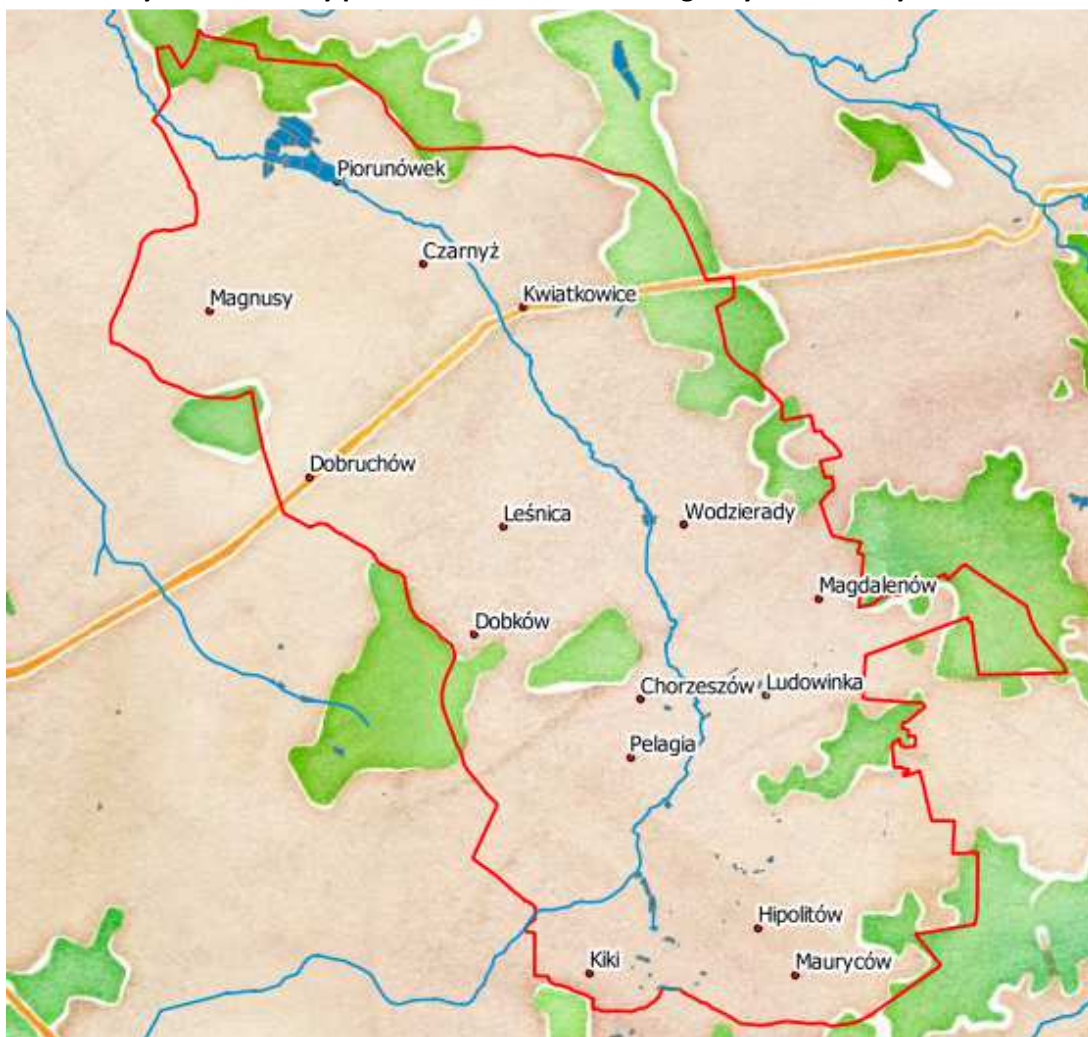 Piorunówek
Czarnyż
Magnusy
Kwiatkowice
Dobruchów
Leśnica
Wodzierady
Magdalenów
Dobków
Chorzeszów
Ludowinka
Pelagia
Hipolitów
Kiki
Mauryców